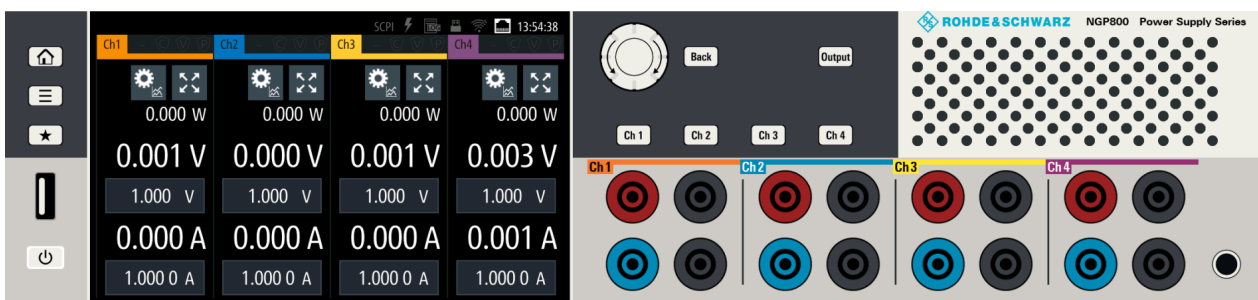 SCPI 13:54:38
Ch1 Ch2 Ch3 Ch4
0.000 W 0.000 W 0.000 W 0.000 W
0.001 V 0.000 V 0.001 V 0.003 V
1.000 V 1.000 V 1.000 V 1.000 V
0.000 A 0.000 A 0.000 A 0.001 A
1.000 0 A 1.000 0 A 1.000 0 A 1.000 0 A
Back Output
Ch 1 Ch 2 Ch 3 Ch 4
ROHDE&SCHWARZ NGP800 Power Supply Series
Ch1 Ch2 Ch3 Ch4